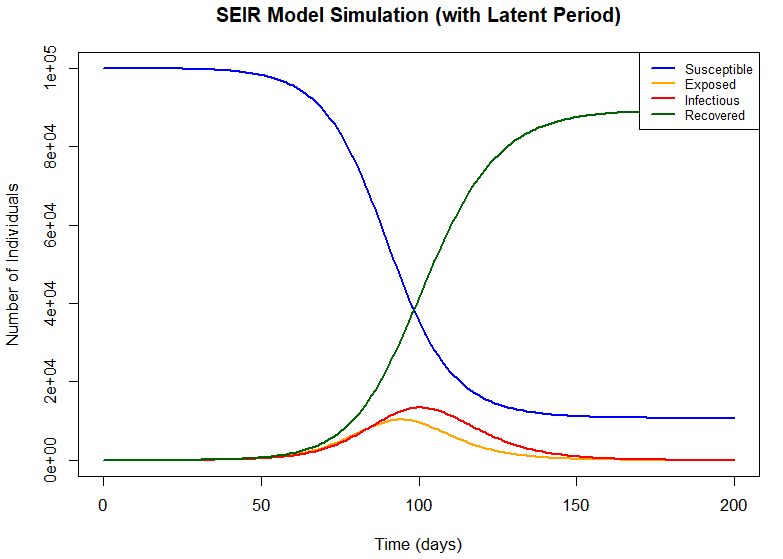 SEIR Model Simulation (with Latent Period)
Number of Individuals
1e+05
8e+04
6e+04
4e+04
2e+04
0e+00
Susceptible
Exposed
Infectious
Recovered
0 50 100 150 200
Time (days)